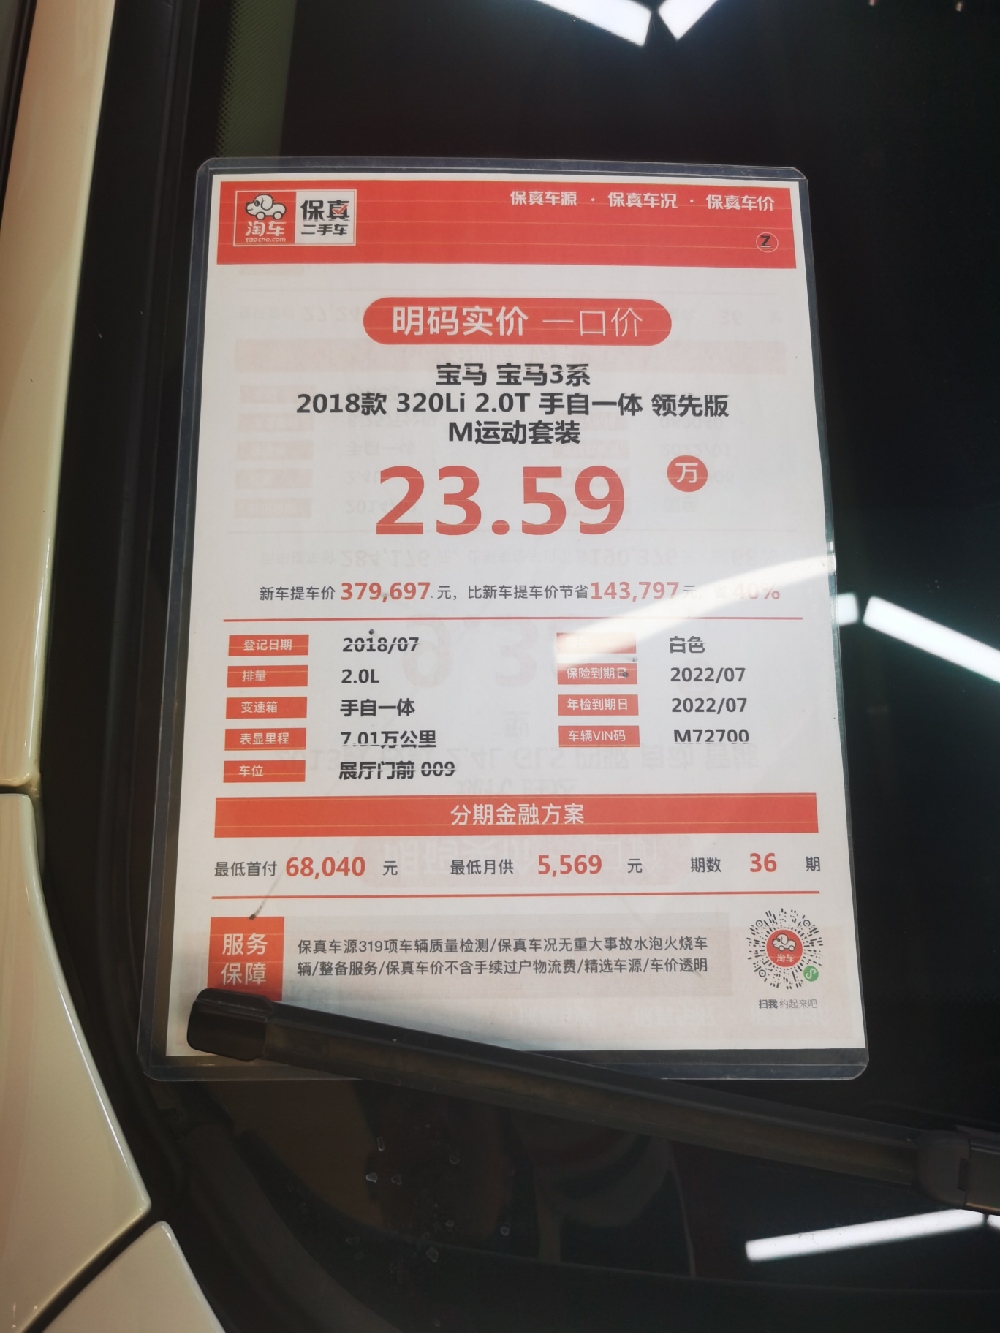 淘车
taoche.com
保真
二手车
保真车源 · 保真车况 · 保真车价
Z
明码实价 一口价
宝马 宝马3系
2018款 320Li 2.0T 手自一体 领先版
M运动套装
23.59 万
新车提车价 379,697 元，比新车提车价节省143,797元， 40%
登记日期 2018/07 白色
排量 2.0L 保险到期日 2022/07
变速箱 手自一体 年检到期日 2022/07
表显里程 7.01万公里 车辆VIN码 M72700
车位 展厅门前 009
分期金融方案
最低首付 68,040 元 最低月供 5,569 元 期数 36 期
服务
保障
保真车源319项车辆质量检测/保真车况无重大事故水泡火烧车
辆/整备服务/保真车价不含手续过户物流费/精选车源/车价透明
淘车
扫我 约起来吧